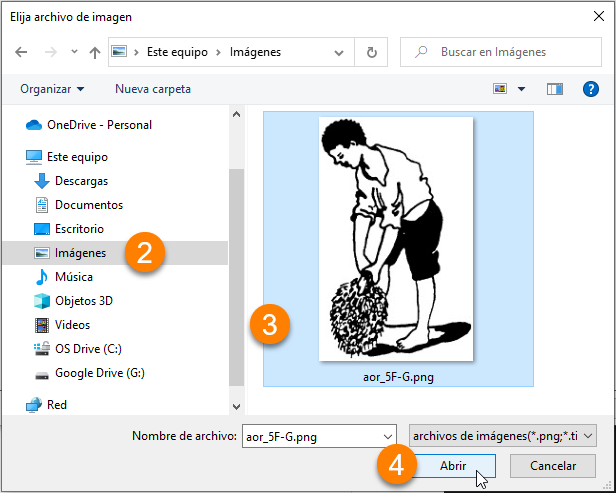 Elija archivo de imagen
Este equipo
Imágenes
Buscar en Imágenes
Organizar
Nueva carpeta
OneDrive - Personal
Este equipo
Descargas
Documentos
Escritorio
Imágenes
2
Música
Objetos 3D
Videos
3
OS Drive (C:)
Google Drive (G:)
aor_5F-G.png
Red
Nombre de archivo:
aor_5F-G.png
archivos de imágenes(*.png;*.ti
4
Abrir
Cancelar